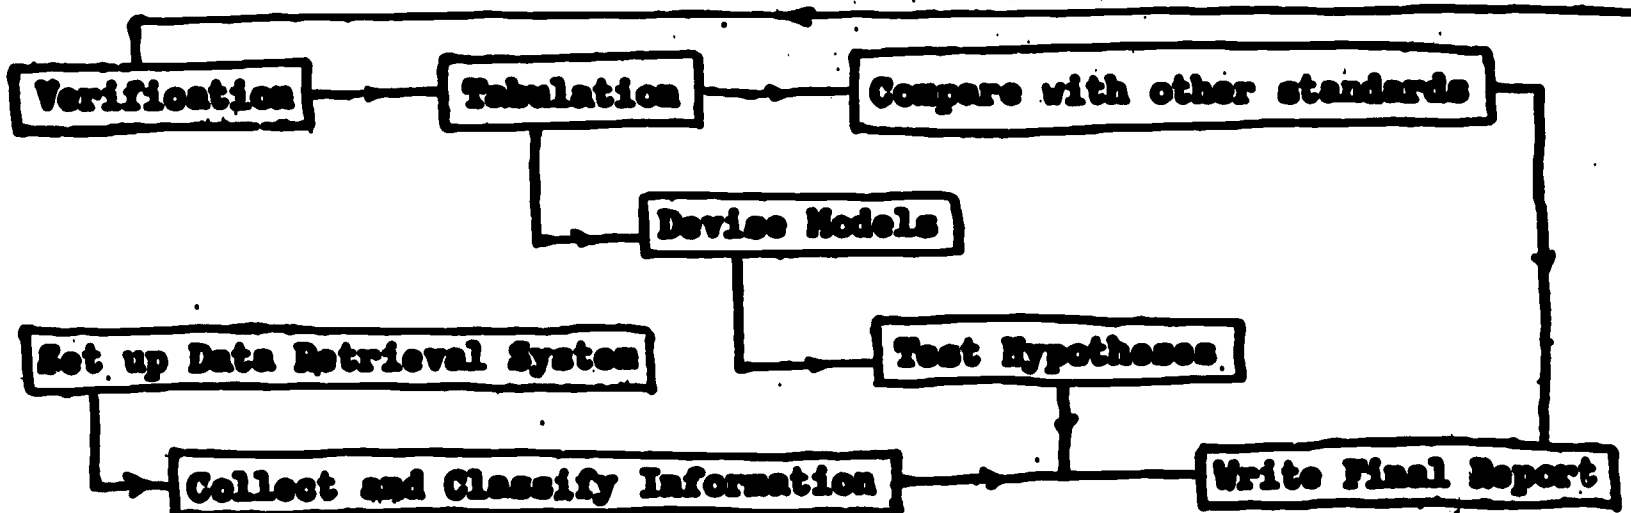 Verification
Tabulation
Compare with other standards
Devise Models
Set up Data Retrieval System
Test Hypotheses
Collect and Classify Information
Write Final Report